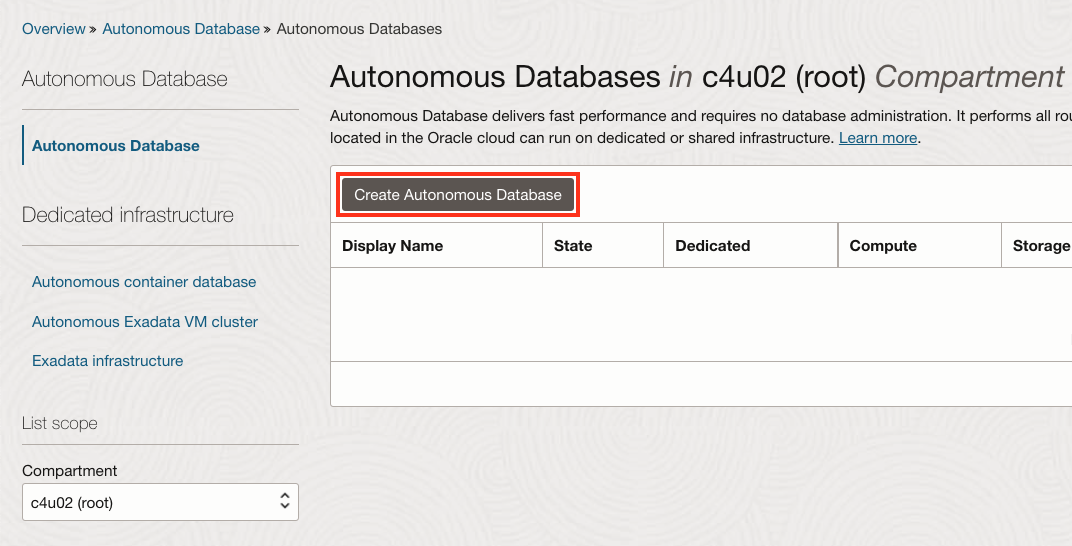 Overview » Autonomous Database » Autonomous Databases
Autonomous Database
Autonomous Database
Dedicated infrastructure
Autonomous container database
Autonomous Exadata VM cluster
Exadata infrastructure
List scope
Compartment
c4u02 (root)
Autonomous Databases in c4u02 (root) Compartment
Autonomous Database delivers fast performance and requires no database administration. It performs all rou
located in the Oracle cloud can run on dedicated or shared infrastructure. Learn more.
Create Autonomous Database
Display Name State Dedicated Compute Storage